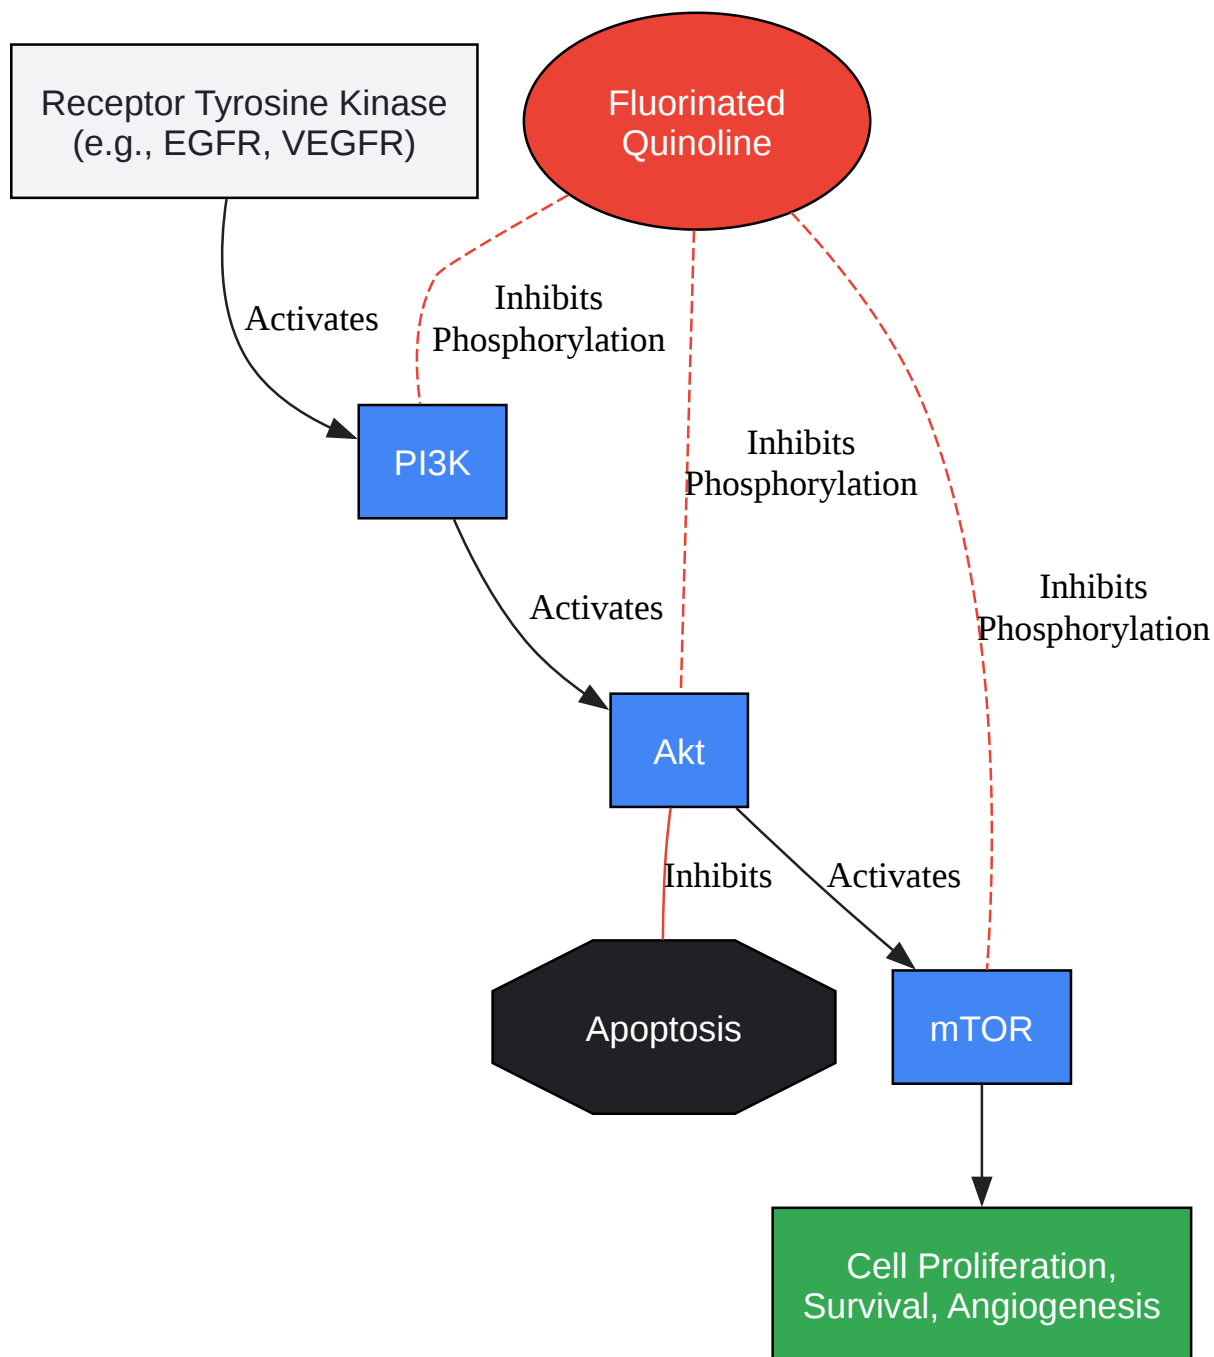 Receptor Tyrosine Kinase
(e.g., EGFR, VEGFR)
Fluorinated
Quinoline
Activates
Inhibits
Phosphorylation
PI3K
Inhibits
Phosphorylation
Activates
Inhibits
Phosphorylation
Akt
Inhibits
Activates
Apoptosis
mTOR
Cell Proliferation,
Survival, Angiogenesis